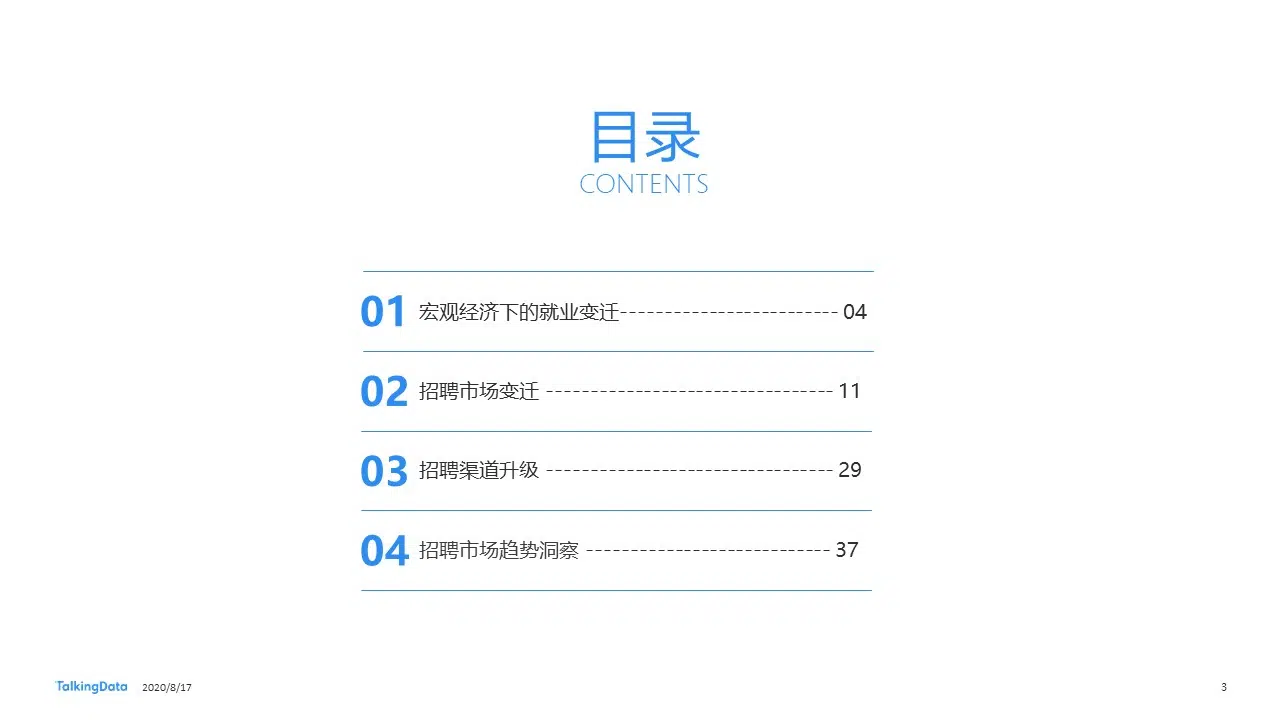 目录
CONTENTS
01 宏观经济下的就业变迁------------------------- 04
02 招聘市场变迁 --------------------------------- 11
03 招聘渠道升级 --------------------------------- 29
04 招聘市场趋势洞察 ---------------------------- 37
TalkingData 2020/8/17 3